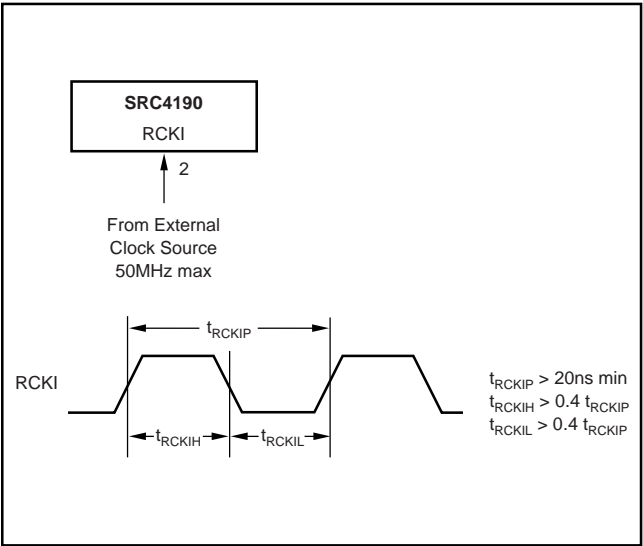 SRC4190
RCKI
2
From External
Clock Source
50MHz max
tRCKIP
RCKI
tRCKIP > 20ns min
tRCKIH > 0.4 tRCKIP
tRCKIL > 0.4 tRCKIP
tRCKIH
tRCKIL